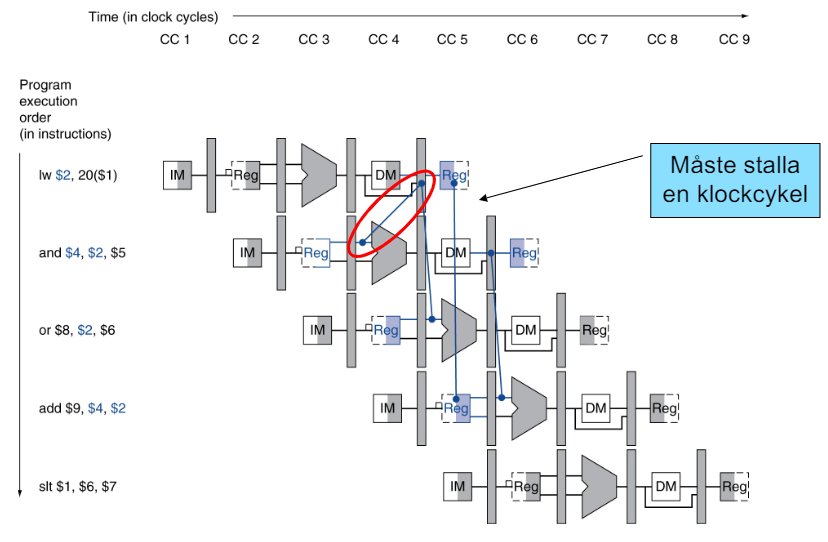 Time (in clock cycles)
CC 1 CC 2 CC 3 CC 4 CC 5 CC 6 CC 7 CC 8 CC 9
Program
execution
order
(in instructions)
Måste stalla
en klockcykel
lw $2, 20($1) IM Reg DM Reg
and $4, $2, $5 IM Reg DM Reg
or $8, $2, $6 IM Reg DM Reg
add $9, $4, $2 IM Reg DM Reg
slt $1, $6, $7 IM Reg DM Reg